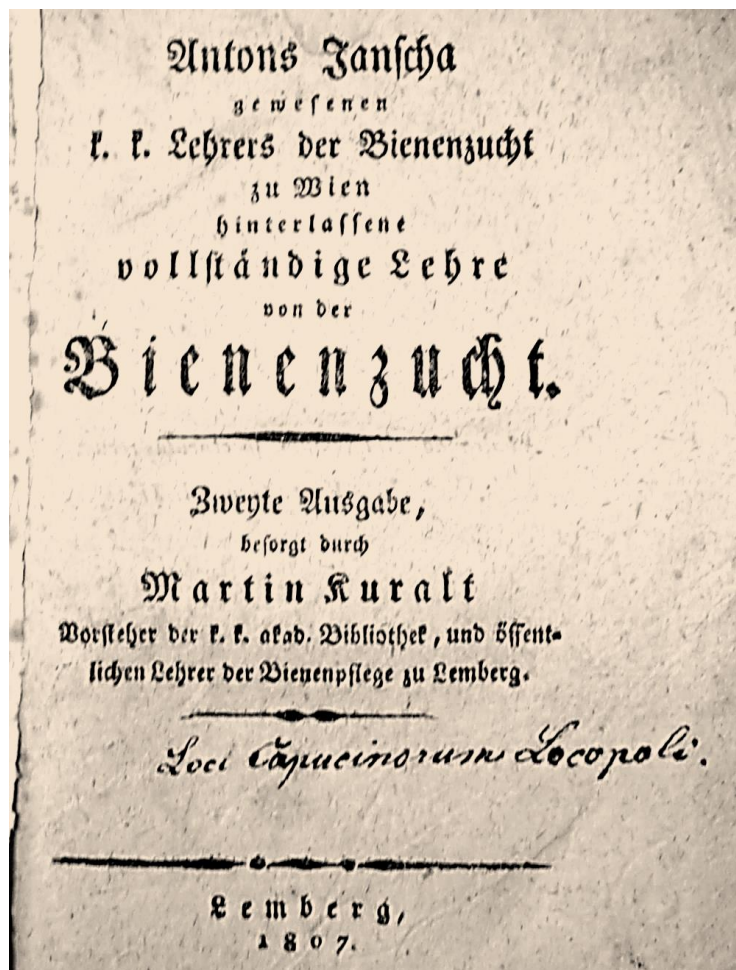 Antons Janſcha
geweſenen
k. k. Lehrers der Bienenzucht
zu Wien
hinterlaſſene
vollſtändige Lehre
von der
Bienenzucht.
Zweyte Ausgabe,
beſorgt durch
Martin Kuralt
Vorſteher der k. k. akad. Bibliothek, und öffent-
lichen Lehrer der Bienenpflege zu Lemberg.
Loci Capucinorum Locopoli.
Lemberg,
1807.